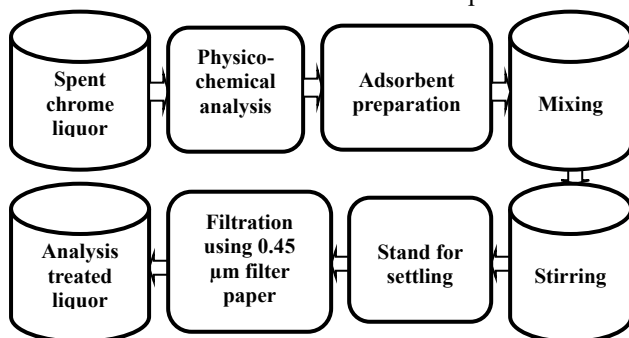 Spent
chrome
liquor
Physico-
chemical
analysis
Adsorbent
preparation
Mixing
Stirring
Stand for
settling
Filtration
using 0.45
µm filter
paper
Analysis
treated
liquor